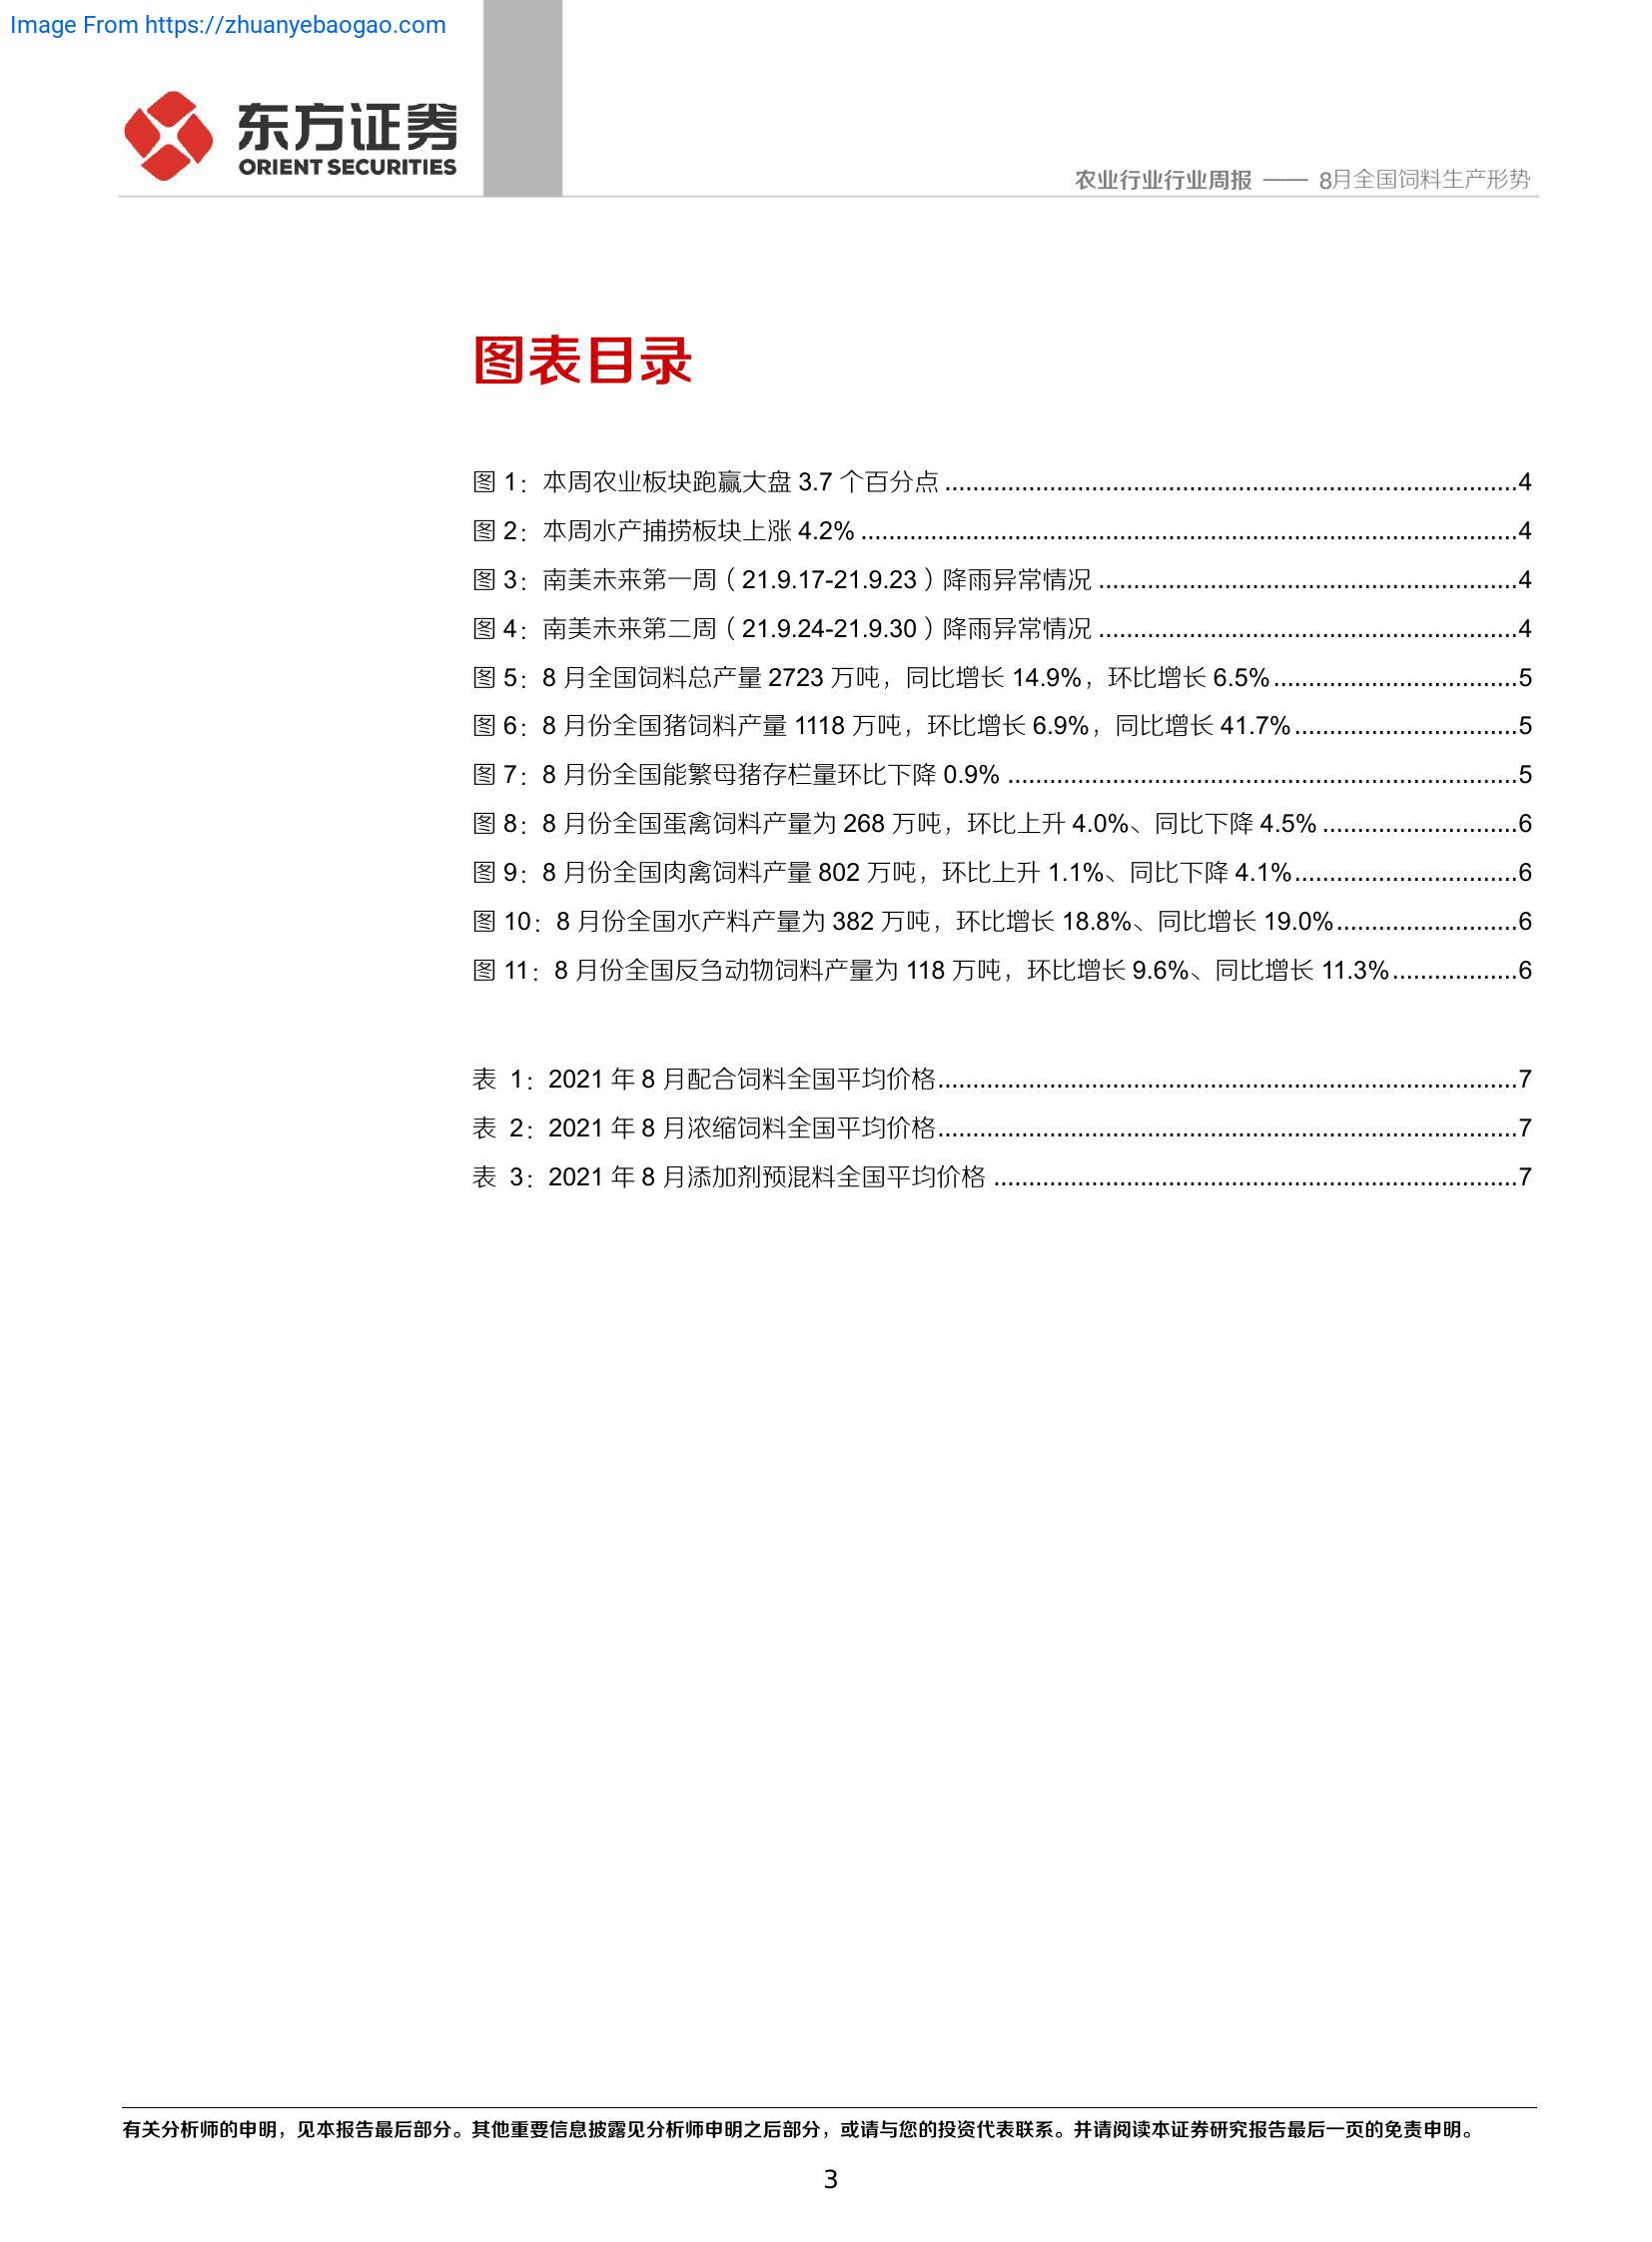 Image From https://zhuanyebaogao.com
东方证券
ORIENT SECURITIES
农业行业行业周报 —— 8月全国饲料生产形势
图表目录
图 1：本周农业板块跑赢大盘 3.7 个百分点 ..................................................................................4
图 2：本周水产捕捞板块上涨 4.2% ..............................................................................................4
图 3：南美未来第一周（21.9.17-21.9.23）降雨异常情况 ............................................................4
图 4：南美未来第二周（21.9.24-21.9.30）降雨异常情况 ............................................................4
图 5：8 月全国饲料总产量 2723 万吨，同比增长 14.9%，环比增长 6.5%...................................5
图 6：8 月份全国猪饲料产量 1118 万吨，环比增长 6.9%，同比增长 41.7%................................5
图 7：8 月份全国能繁母猪存栏量环比下降 0.9% .........................................................................5
图 8：8 月份全国蛋禽饲料产量为 268 万吨，环比上升 4.0%、同比下降 4.5% ............................6
图 9：8 月份全国肉禽饲料产量 802 万吨，环比上升 1.1%、同比下降 4.1%................................6
图 10：8 月份全国水产料产量为 382 万吨，环比增长 18.8%、同比增长 19.0%..........................6
图 11：8 月份全国反刍动物饲料产量为 118 万吨，环比增长 9.6%、同比增长 11.3%..................6
表 1：2021 年 8 月配合饲料全国平均价格...................................................................................7
表 2：2021 年 8 月浓缩饲料全国平均价格...................................................................................7
表 3：2021 年 8 月添加剂预混料全国平均价格 ...........................................................................7
有关分析师的申明，见本报告最后部分。其他重要信息披露见分析师申明之后部分，或请与您的投资代表联系。并请阅读本证券研究报告最后一页的免责申明。
3